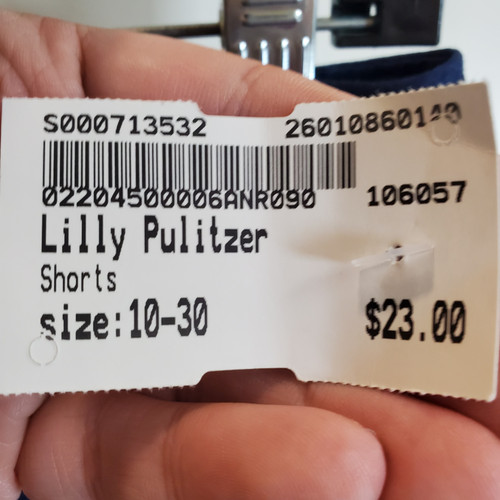 S000713532 26010860140
02204500006ANR090 106057
Lilly Pulitzer
Shorts
size:10-30 $23.00